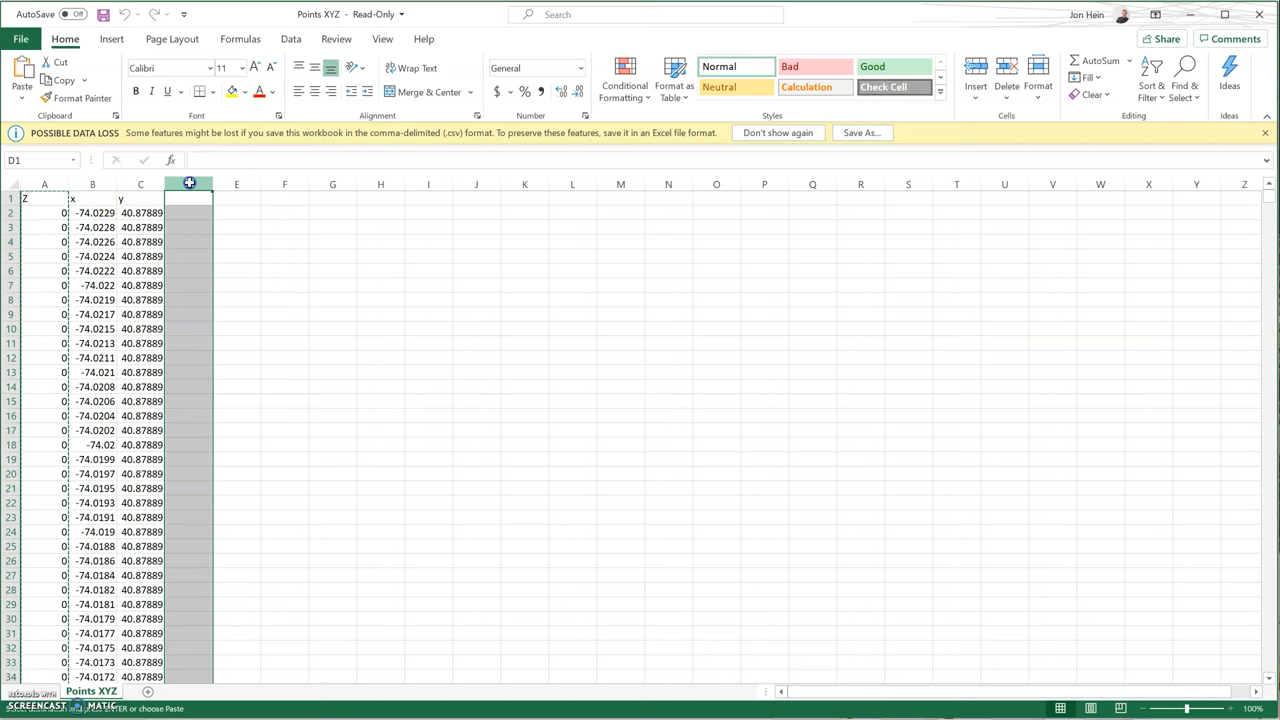 AutoSave Off Points XYZ - Read-Only Search Jon Hein
File Home Insert Draw Page Layout Formulas Data Review View Help Share Comments
Paste Cut Copy Format Painter Clipboard
Calibri 11 A A B I U A Font
Wrap Text Merge & Center Alignment
General $ % 9 Number
Conditional Formatting Format as Table
Normal Bad Good
Neutral Calculation Check Cell
Styles
Insert Delete Format Cells
AutoSum Fill Clear Sort & Filter Find & Select Editing
Ideas Ideas
POSSIBLE DATA LOSS Some features might be lost if you save this workbook in the comma-delimited (.csv) format. To preserve these features, save it in an Excel file format. Don't show again Save As...
D1 fx
A B C E F G H I J K L M N O P Q R S T U V W X Y Z
1 Z x y
2 0 -74.0229 40.87889
3 0 -74.0228 40.87889
4 0 -74.0226 40.87889
5 0 -74.0224 40.87889
6 0 -74.0222 40.87889
7 0 -74.022 40.87889
8 0 -74.0219 40.87889
9 0 -74.0217 40.87889
10 0 -74.0215 40.87889
11 0 -74.0213 40.87889
12 0 -74.0211 40.87889
13 0 -74.021 40.87889
14 0 -74.0208 40.87889
15 0 -74.0206 40.87889
16 0 -74.0204 40.87889
17 0 -74.0202 40.87889
18 0 -74.02 40.87889
19 0 -74.0199 40.87889
20 0 -74.0197 40.87889
21 0 -74.0195 40.87889
22 0 -74.0193 40.87889
23 0 -74.0191 40.87889
24 0 -74.019 40.87889
25 0 -74.0188 40.87889
26 0 -74.0186 40.87889
27 0 -74.0184 40.87889
28 0 -74.0182 40.87889
29 0 -74.0181 40.87889
30 0 -74.0179 40.87889
31 0 -74.0177 40.87889
32 0 -74.0175 40.87889
33 0 -74.0173 40.87889
34 0 -74.0172 40.87889
Points XYZ
RECORDED WITH
SCREENCAST MATIC
ENTER or choose Paste 100%